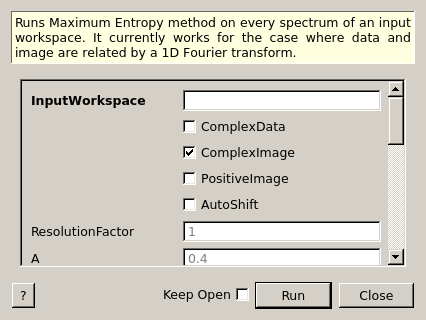 Runs Maximum Entropy method on every spectrum of an input
workspace. It currently works for the case where data and
image are related by a 1D Fourier transform.
InputWorkspace
ComplexData
ComplexImage
PositiveImage
AutoShift
ResolutionFactor 1
A 0.4
? Keep Open Run Close